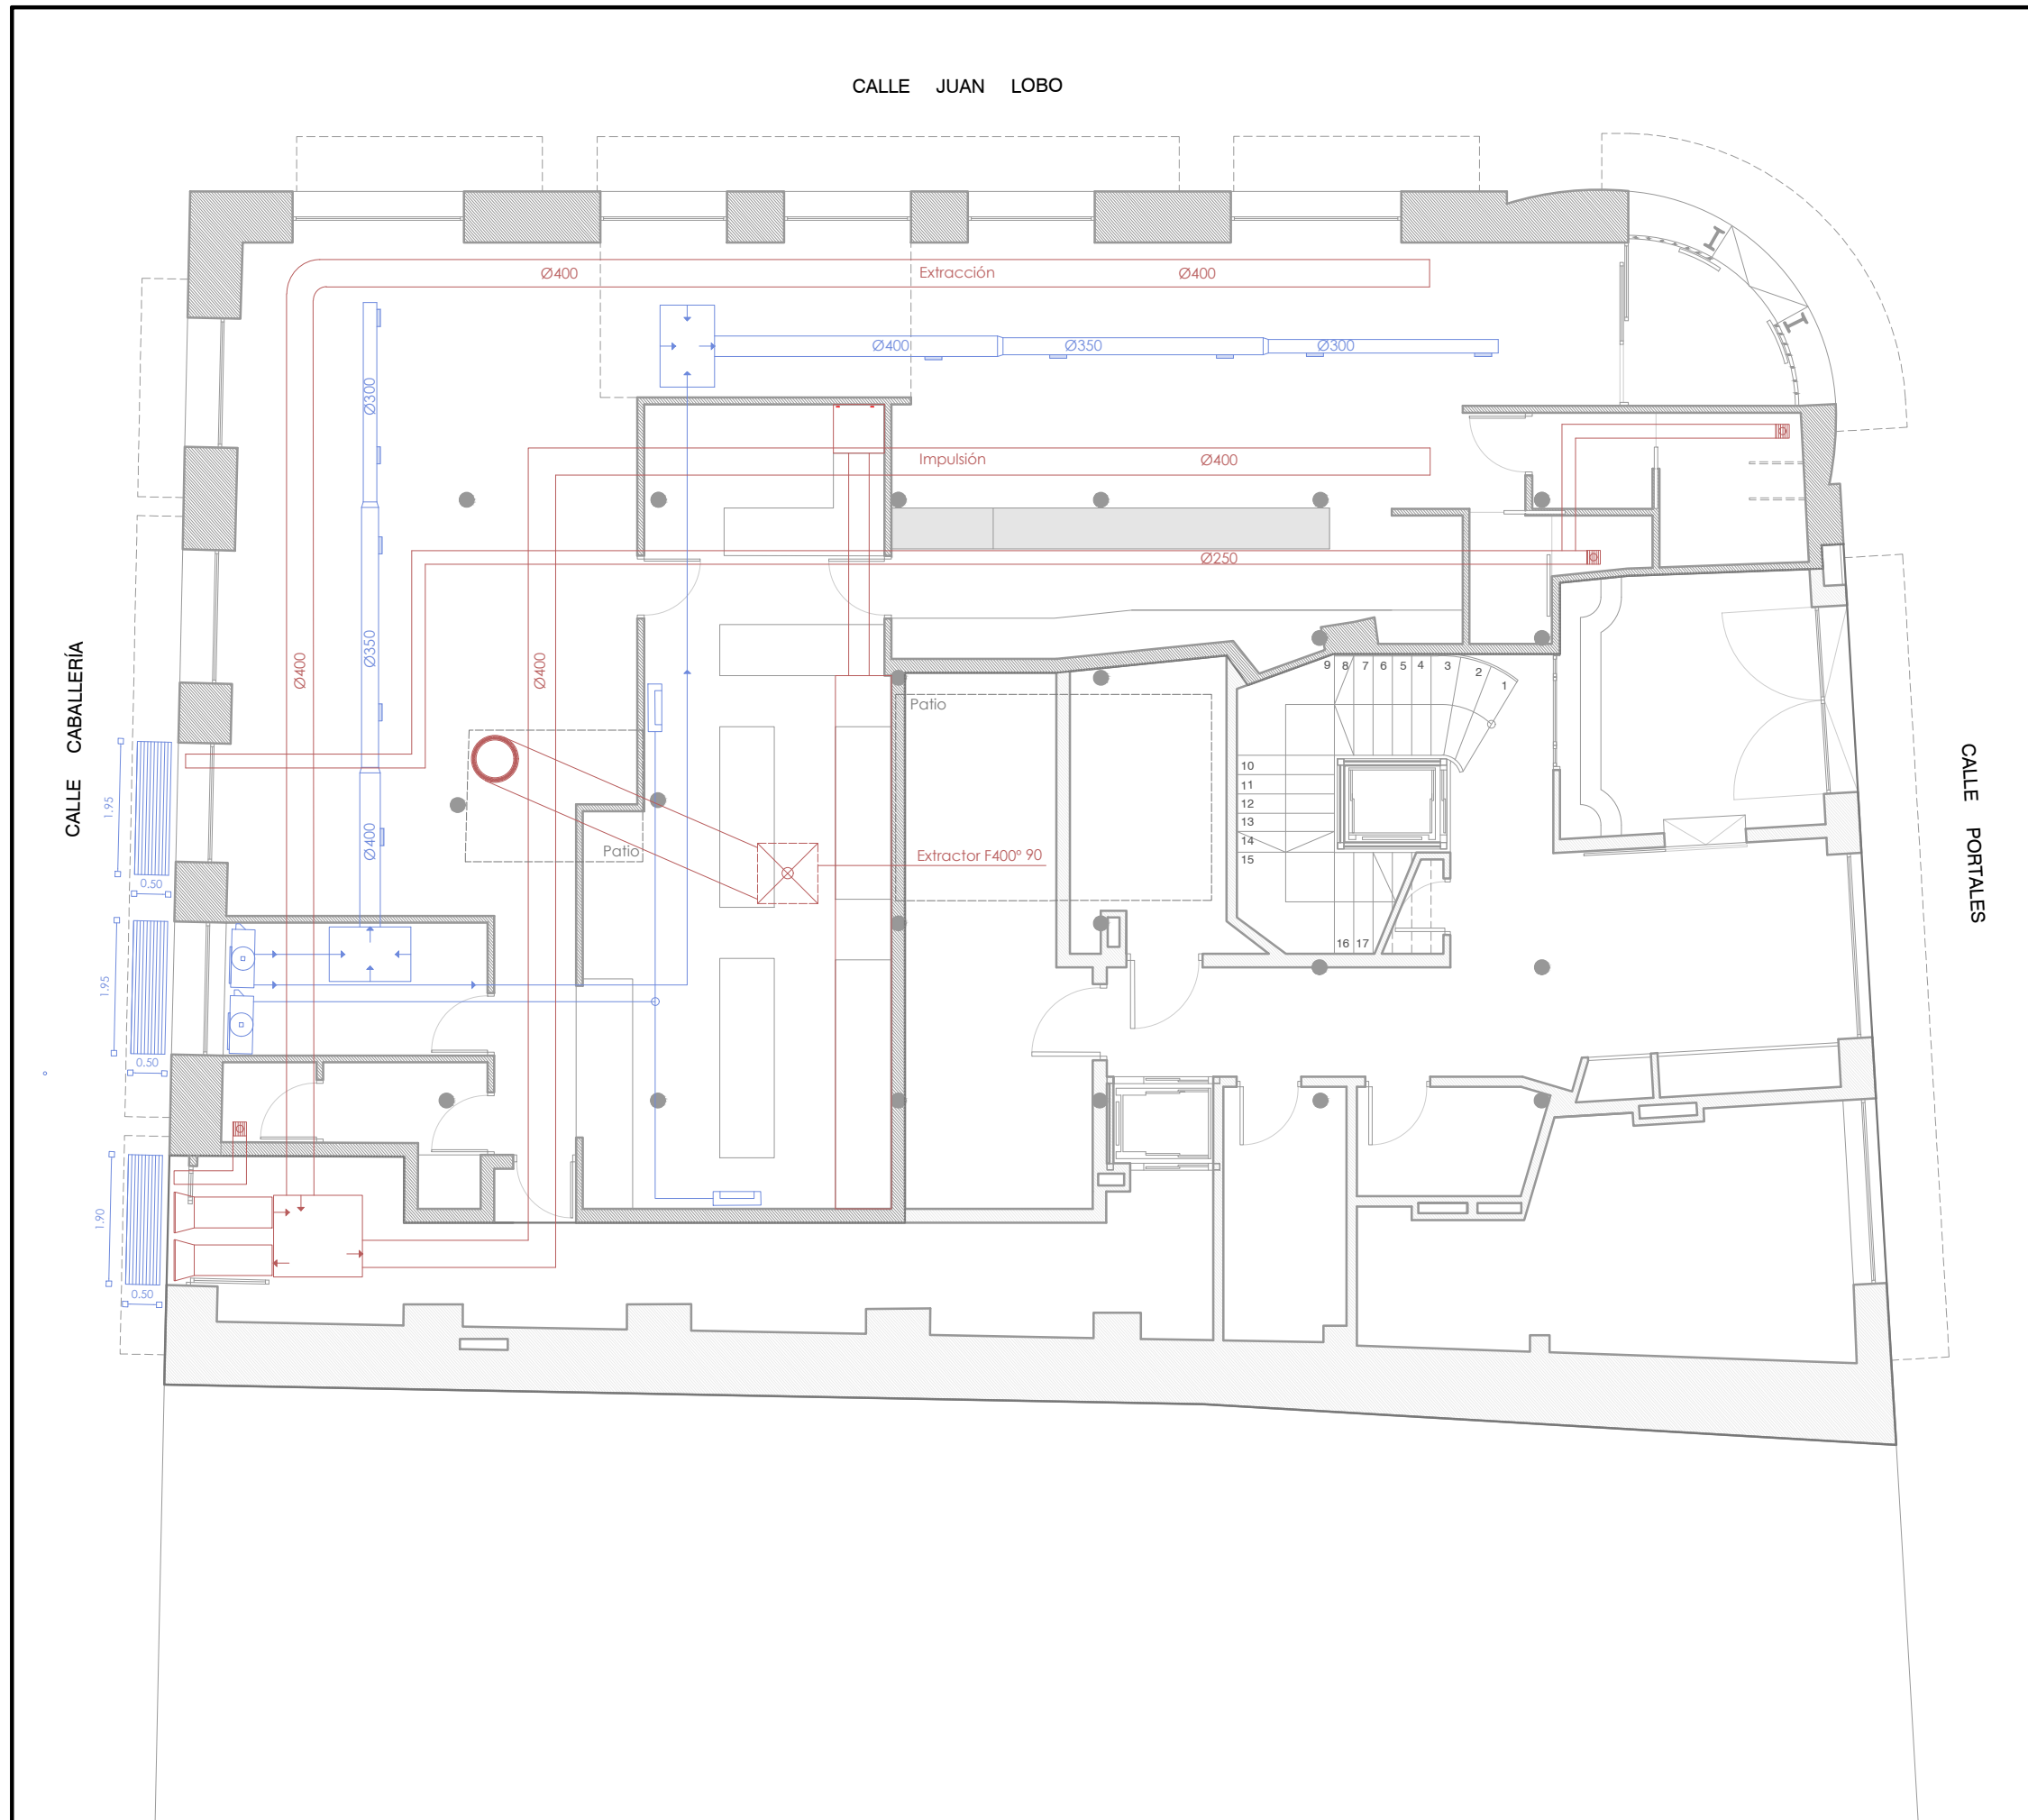 CALLE JUAN LOBO
Ø400
Extracción
Ø400
Ø400
Ø350
Ø300
Ø300
Impulsión
Ø400
Ø250
CALLE CABALLERÍA
Ø400
Ø350
Ø400
9 8 7 6 5 4 3 2 1
Patio
10
11
12
13
14
15
16 17
CALLE PORTALES
1.95
Ø400
Patio
Extractor F400º 90
0.50
1.95
0.50
1.90
0.50